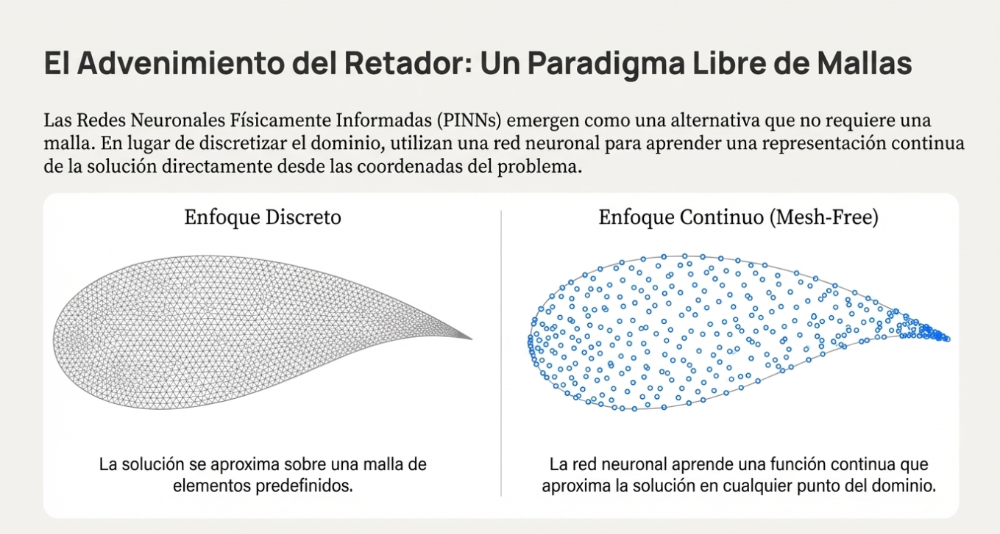 El Advenimiento del Retador: Un Paradigma Libre de Mallas
Las Redes Neuronales Físicamente Informadas (PINNs) emergen como una alternativa que no requiere una
malla. En lugar de discretizar el dominio, utilizan una red neuronal para aprender una representación continua
de la solución directamente desde las coordenadas del problema.
Enfoque Discreto
La solución se aproxima sobre una malla de
elementos predefinidos.
Enfoque Continuo (Mesh-Free)
La red neuronal aprende una función continua que
aproxima la solución en cualquier punto del dominio.